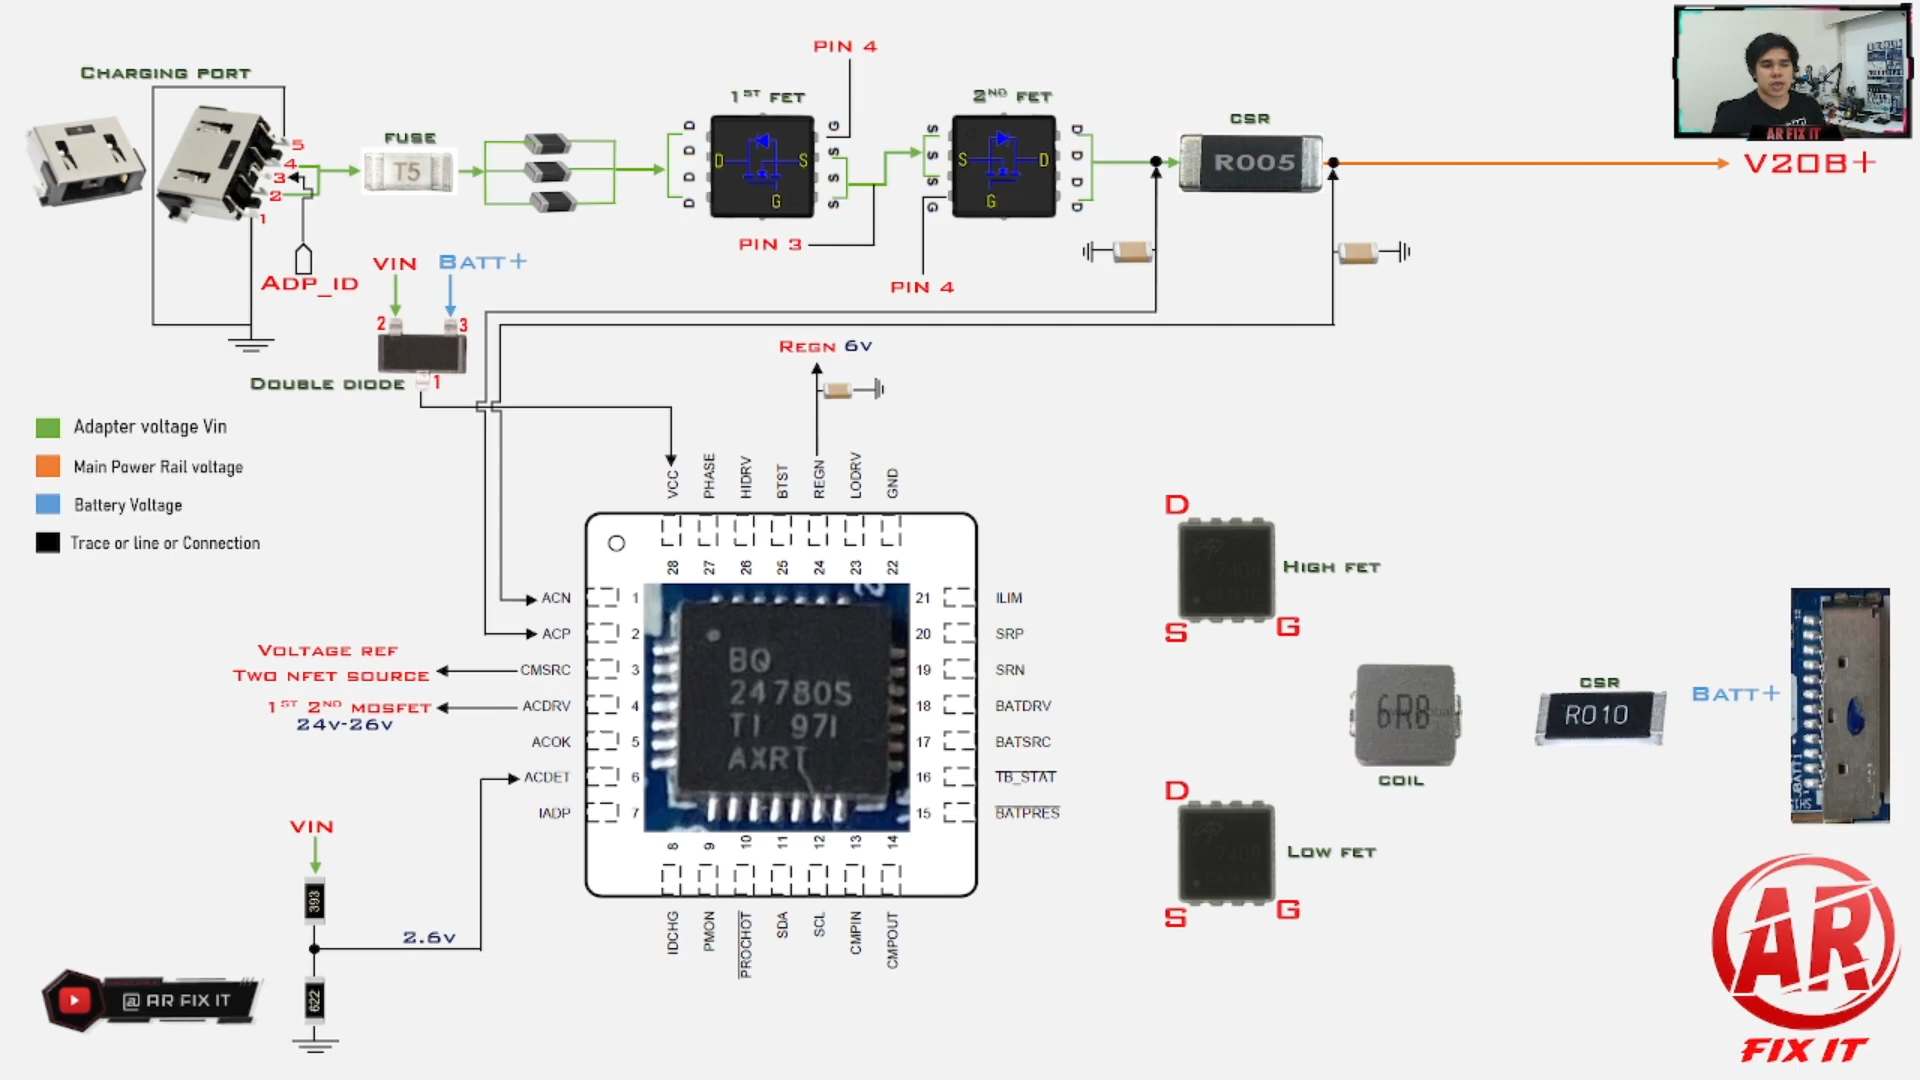 CHARGING PORT
5
4
3
2
1
ADP_ID
FUSE
T5
1ST FET
PIN 4
D
D
D
D
G
S
S
S
D
S
G
PIN 3
2ND FET
S
S
S
G
D
D
D
D
S
D
G
PIN 4
CSR
R005
V20B+
AR FIX IT
VIN
BATT+
2
3
DOUBLE DIODE
1
REGN 6V
Adapter voltage Vin
Main Power Rail voltage
Battery Voltage
Trace or line or Connection
VCC
PHASE
HIDRV
BTST
REGN
LODRV
GND
28
27
26
25
24
23
22
ACN
1
ACP
2
CMSRC
3
ACDRV
4
ACOK
5
ACDET
6
IADP
7
VOLTAGE REF
TWO NFET SOURCE
1ST 2ND MOSFET
24V-26V
BQ
24780S
TI 971
AXRT
21
ILIM
20
SRP
19
SRN
18
BATDRV
17
BATSRC
16
TB_STAT
15
BATPRES
8
9
10
11
12
13
14
IDCHG
PMON
PROCHOT
SDA
SCL
CMPIN
CMPOUT
VIN
393
2.6V
622
@ AR FIX IT
D
7408
HIGH FET
S
G
D
7408
LOW FET
S
G
6R8
COIL
CSR
R010
BATT+
JBATT1
AR
FIX IT